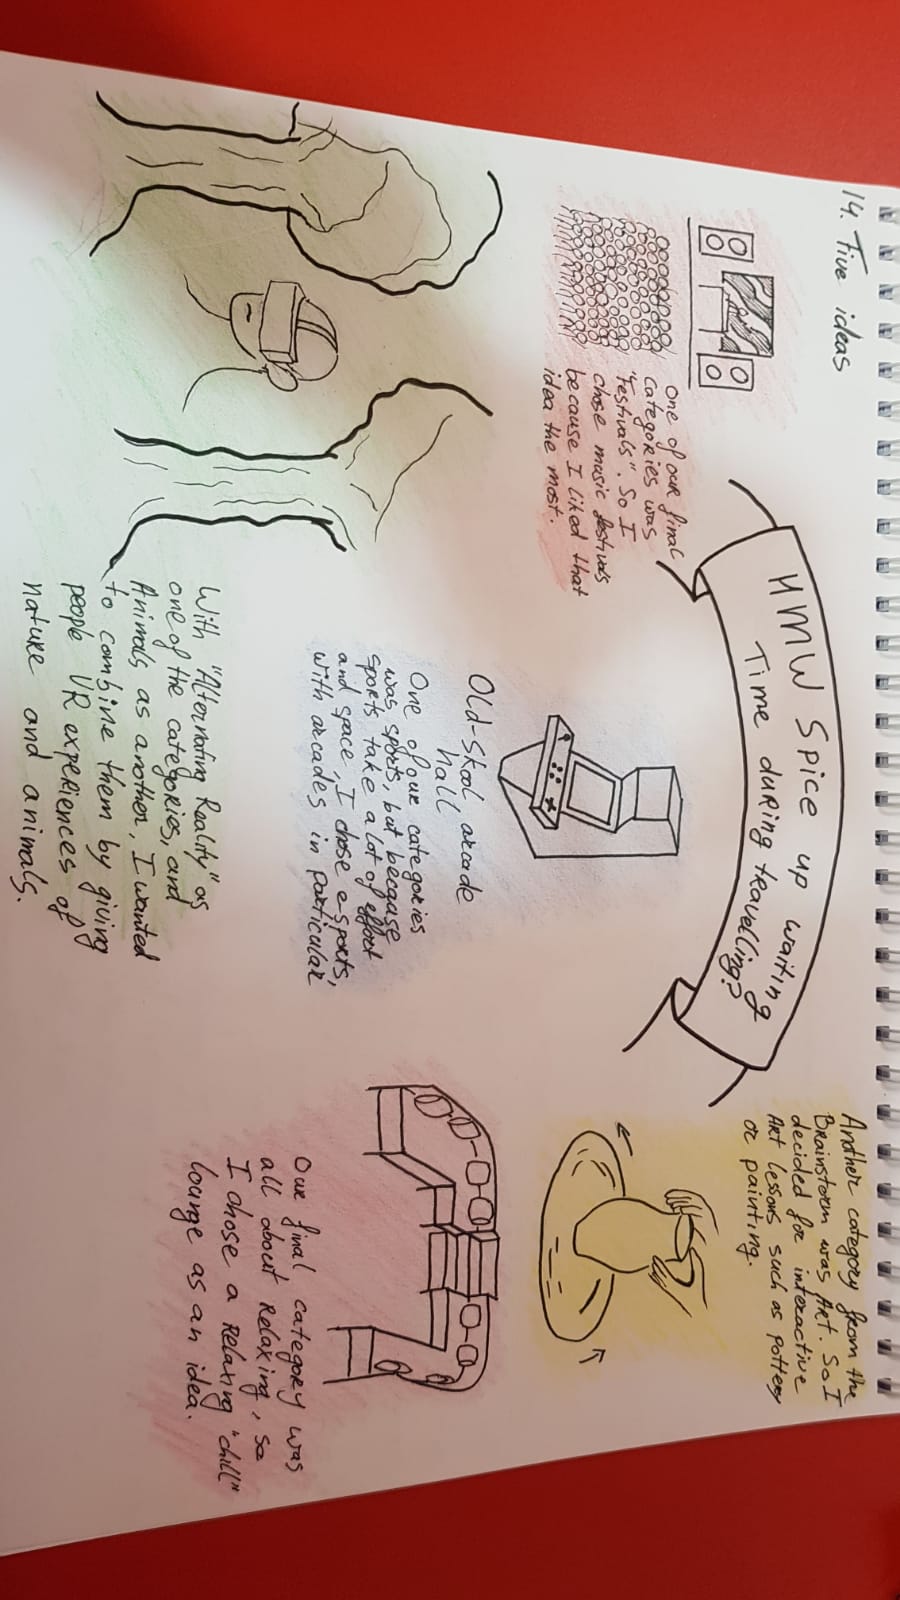 14. Five ideas
HMW Spice up waiting
Time during travelling?
One of our final
categories was
"festivals". So I
chose music festivals
because I liked that
idea the most.
Old-skool arcade
hall
One of our categories
was sports, but because
sports take a lot of effort
and space, I chose e-sports,
with arcades in particular
Another category from the
Brainstorm was Art. So I
decided for interactive
Art lessons such as pottery
or painting.
With "Alternating Reality" as
one of the categories, and
Animals as another, I wanted
to combine them by giving
people VR experiences of
nature and animals.
Our final category was
all about Relaxing, so
I chose a Relaxing "chill"
lounge as an idea.